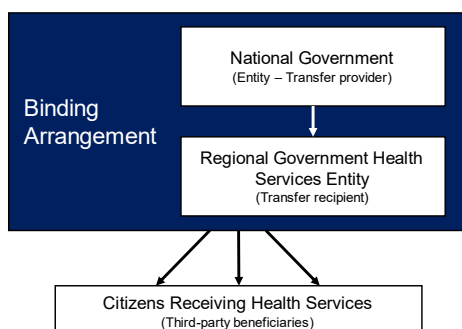 Binding
Arrangement
National Government
(Entity – Transfer provider)
Regional Government Health
Services Entity
(Transfer recipient)
Citizens Receiving Health Services
(Third-party beneficiaries)